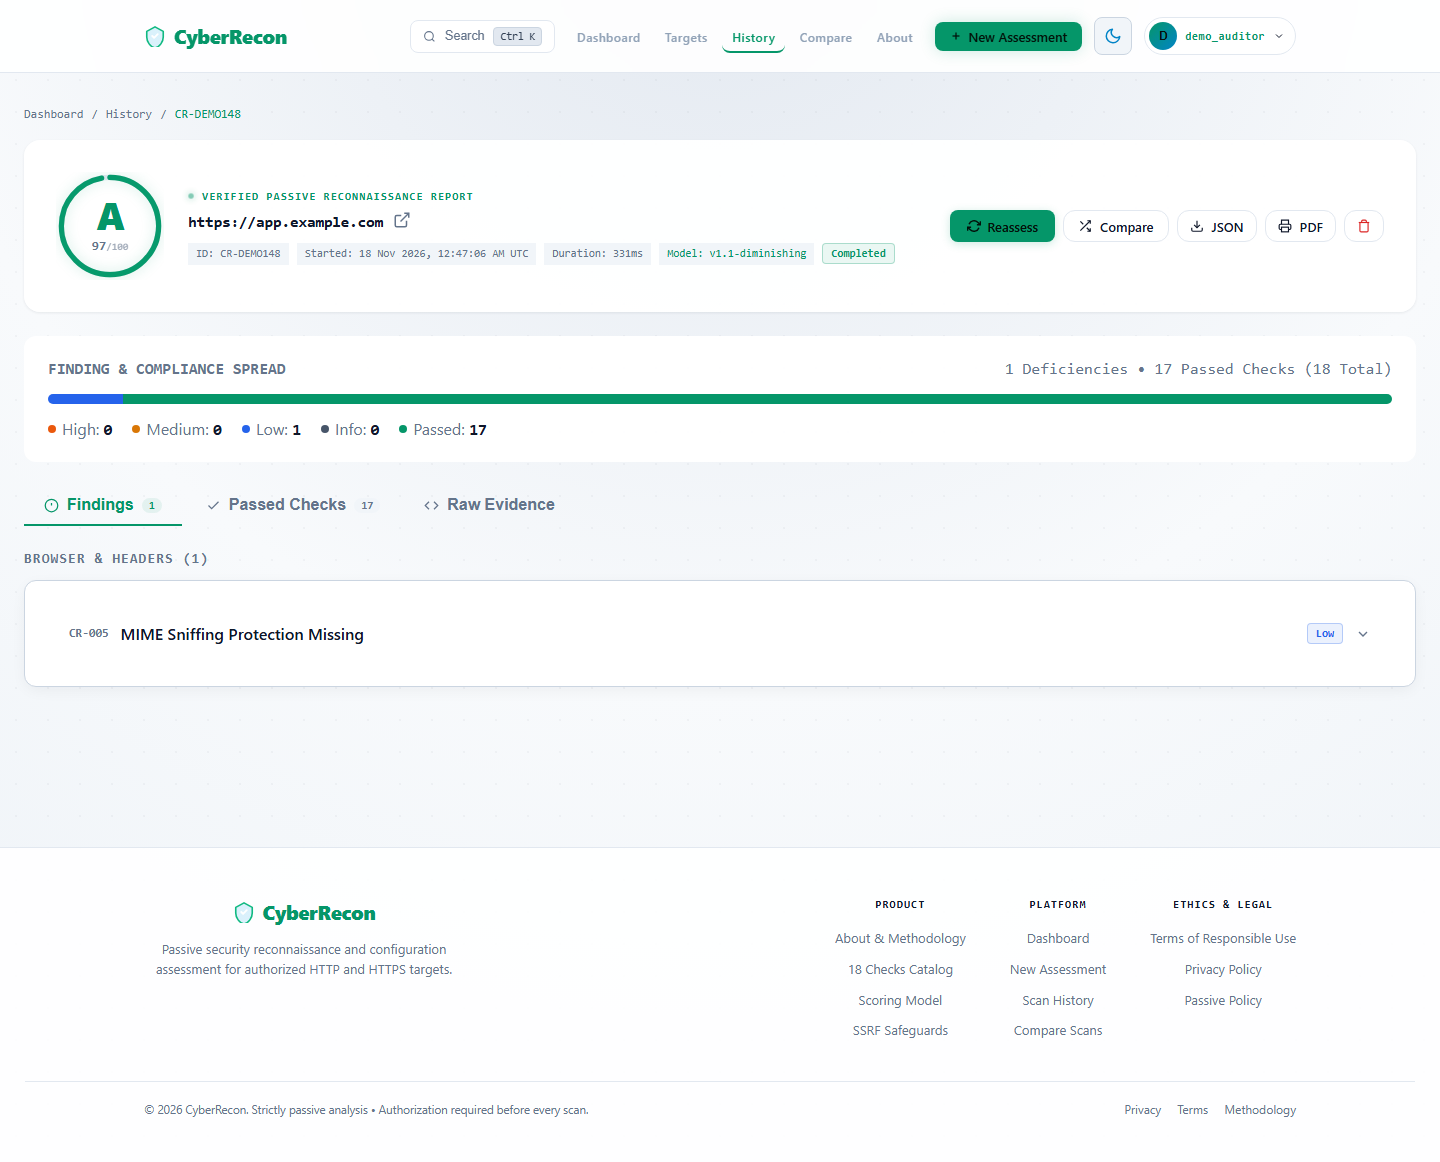 CyberRecon
Search Ctrl K
Dashboard Targets History Compare About
+ New Assessment
D demo_auditor
Dashboard / History / CR-DEMO148
A
97/100
VERIFIED PASSIVE RECONNAISSANCE REPORT
https://app.example.com
ID: CR-DEMO148 Started: 18 Nov 2026, 12:47:06 AM UTC Duration: 331ms Model: v1.1-diminishing Completed
Reassess Compare JSON PDF
FINDING & COMPLIANCE SPREAD
1 Deficiencies • 17 Passed Checks (18 Total)
High: 0 Medium: 0 Low: 1 Info: 0 Passed: 17
Findings 1 Passed Checks 17 Raw Evidence
BROWSER & HEADERS (1)
CR-005 MIME Sniffing Protection Missing Low
CyberRecon
Passive security reconnaissance and configuration
assessment for authorized HTTP and HTTPS targets.
PRODUCT
About & Methodology
18 Checks Catalog
Scoring Model
SSRF Safeguards
PLATFORM
Dashboard
New Assessment
Scan History
Compare Scans
ETHICS & LEGAL
Terms of Responsible Use
Privacy Policy
Passive Policy
© 2026 CyberRecon. Strictly passive analysis • Authorization required before every scan.
Privacy Terms Methodology